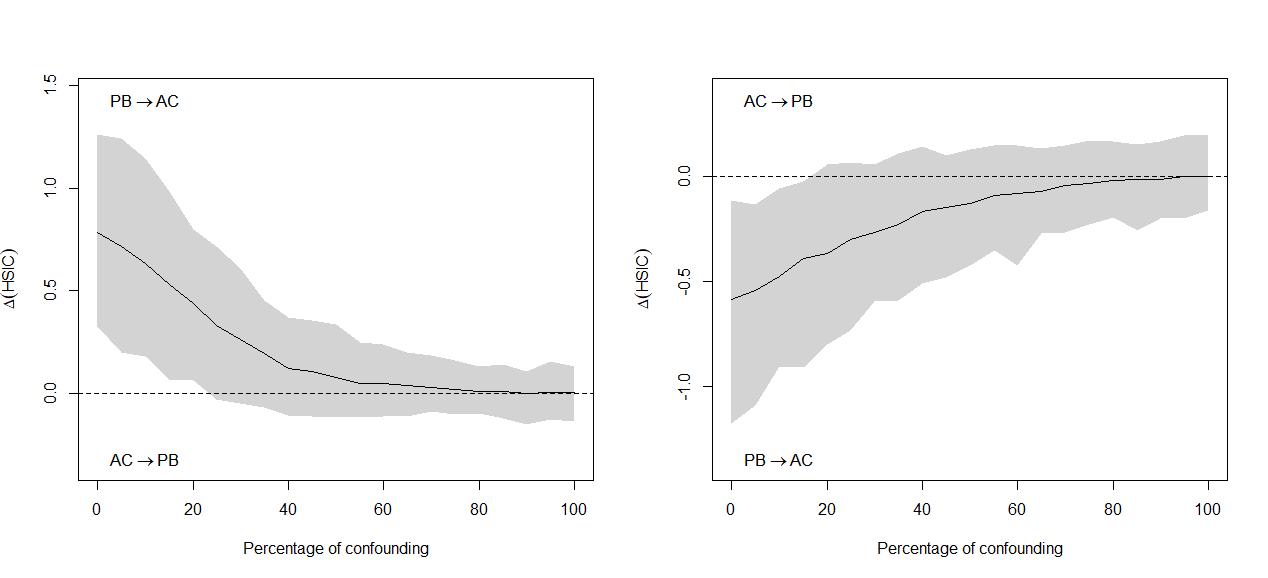 PB → AC
1.5
1.0
0.5
0.0
Δ(HSIC)
AC → PB
0 20 40 60 80 100
Percentage of confounding
AC → PB
0.0
-0.5
-1.0
Δ(HSIC)
PB → AC
0 20 40 60 80 100
Percentage of confounding